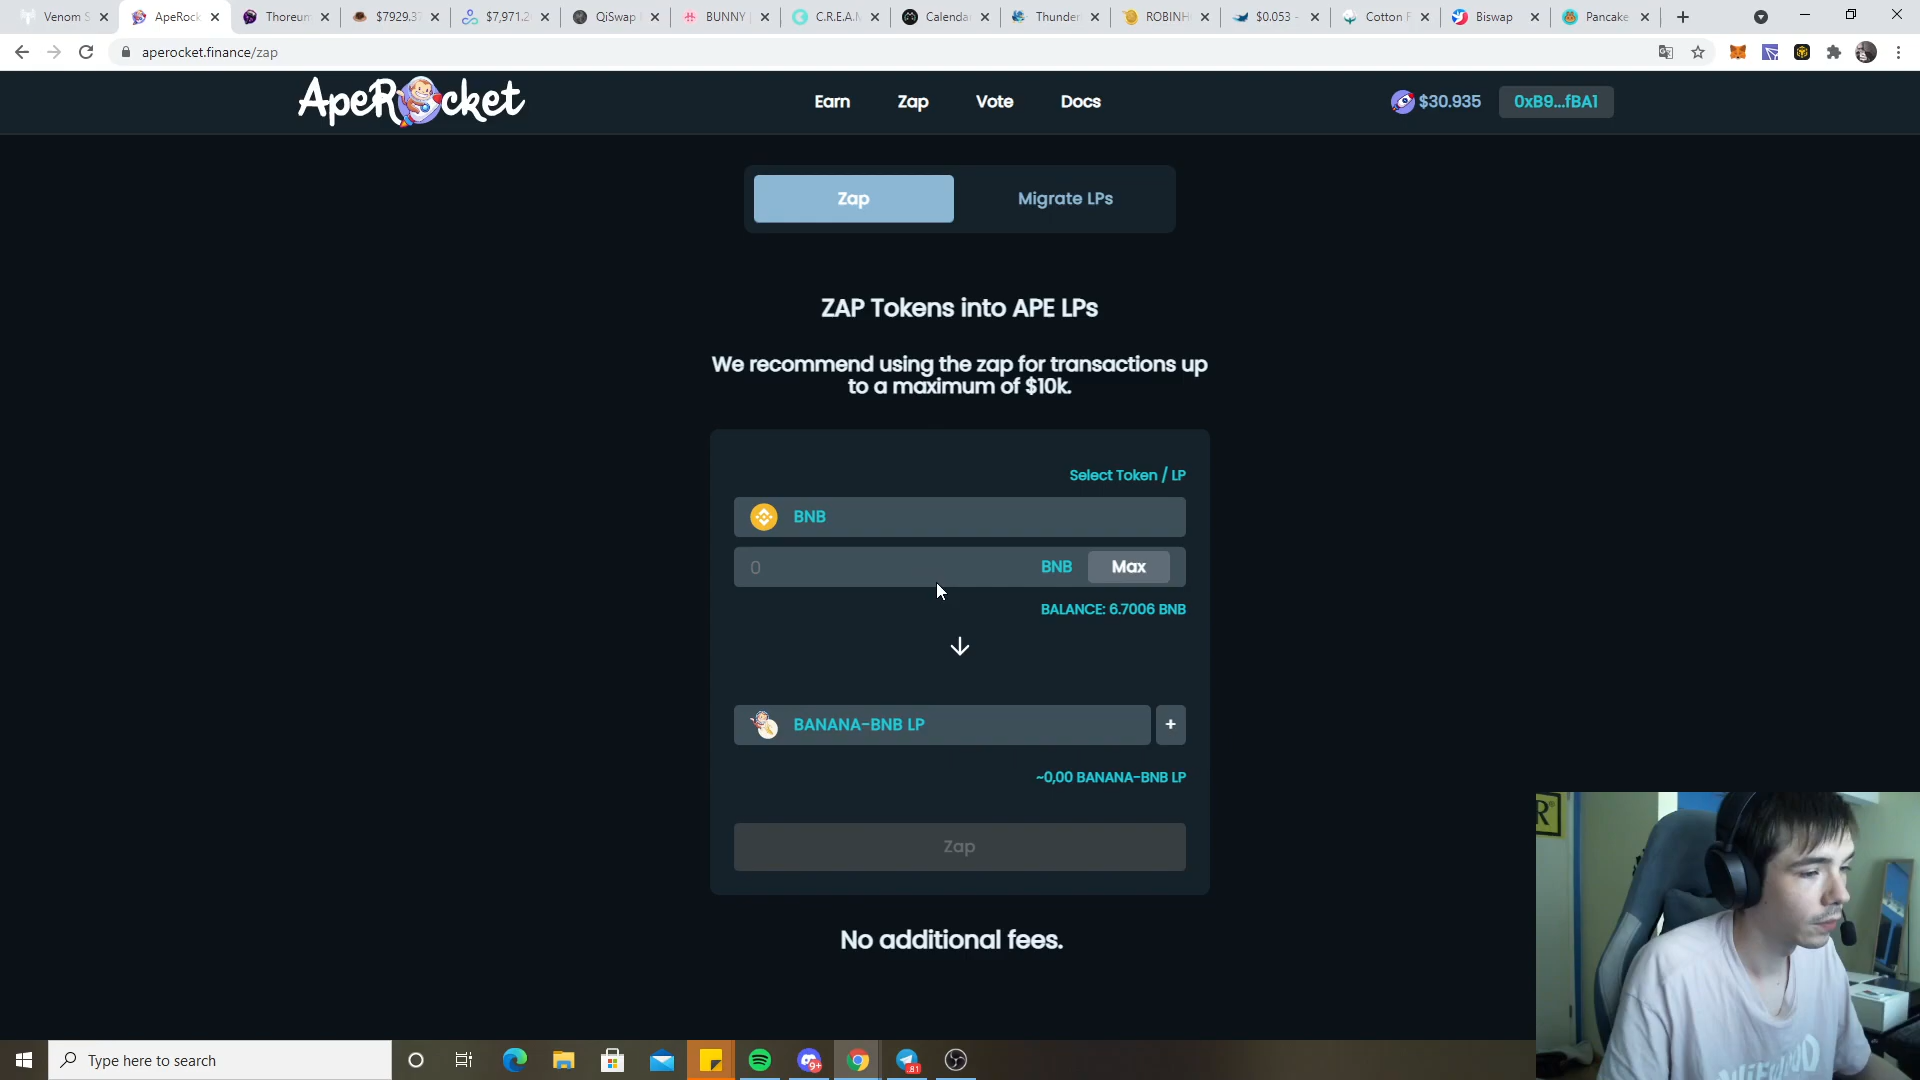 Venom S
ApeRock
Thoreum
$7929.3
$7,971.2
QiSwap
BUNNY
C.R.E.A.M
Calenda
Thunder
ROBINH
$0.053 -
Cotton F
Biswap
Pancake
aperocket.finance/zap
ApeRocket
Earn
Zap
Vote
Docs
$30.935
0xB9...fBA1
Zap
Migrate LPs
ZAP Tokens into APE LPs
We recommend using the zap for transactions up
to a maximum of $10k.
Select Token / LP
BNB
0
BNB
Max
BALANCE: 6.7006 BNB
BANANA-BNB LP
+
~0,00 BANANA-BNB LP
Zap
No additional fees.
Type here to search
9+
81